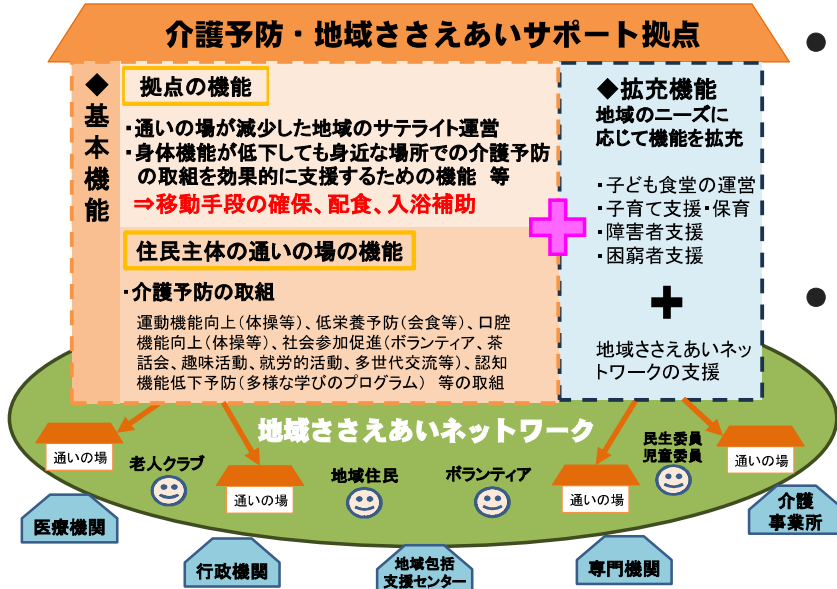 介護予防・地域ささえあいサポート拠点
◆基本機能
拠点の機能
・通いの場が減少した地域のサテライト運営
・身体機能が低下しても身近な場所での介護予防
の取組を効果的に支援するための機能 等
⇒移動手段の確保、配食、入浴補助
住民主体の通いの場の機能
・介護予防の取組
運動機能向上(体操等)、低栄養予防(会食等)、口腔
機能向上(体操等)、社会参加促進(ボランティア、茶
話会、趣味活動、就労的活動、多世代交流等)、認知
機能低下予防(多様な学びのプログラム) 等の取組
◆拡充機能
地域のニーズに
応じて機能を拡充
・子ども食堂の運営
・子育て支援・保育
・障害者支援
・困窮者支援
＋
地域ささえあいネッ
トワークの支援
地域ささえあいネットワーク
通いの場
老人クラブ
通いの場
地域住民
ボランティア
通いの場
民生委員
児童委員
通いの場
医療機関
行政機関
地域包括
支援センター
専門機関
介護
事業所